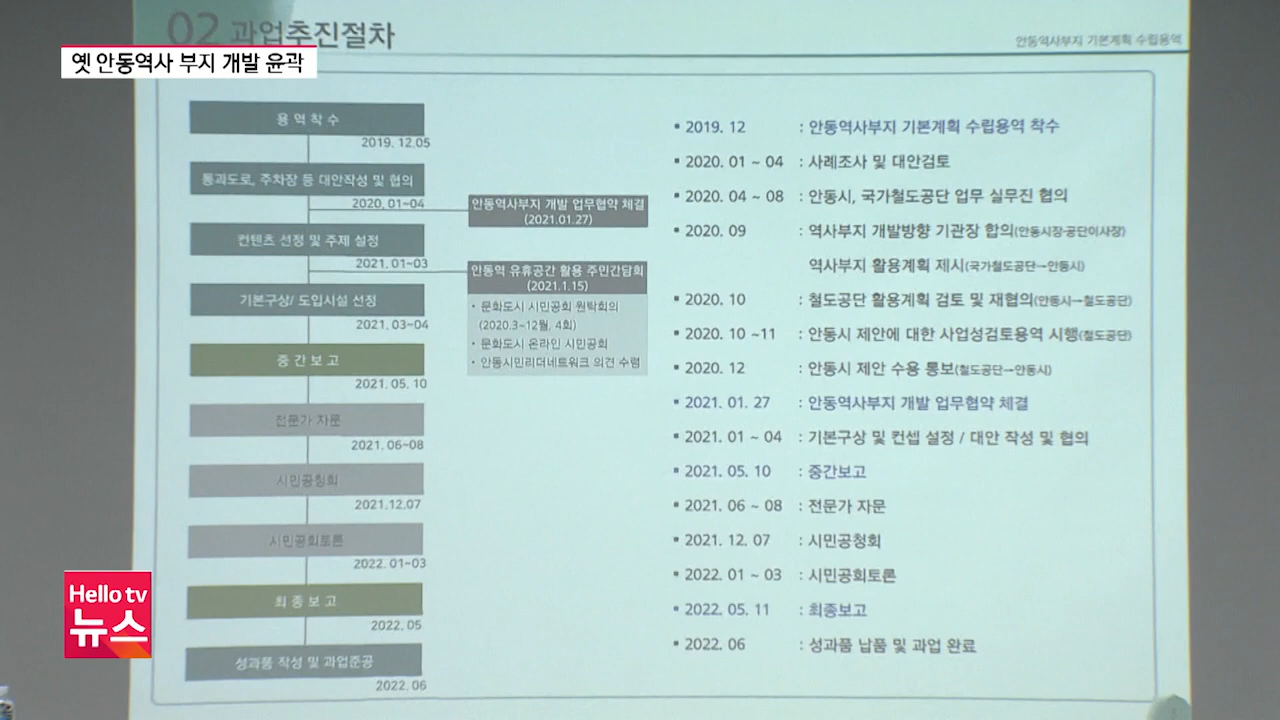 02 과업추진절차
안동역사부지 기본계획 수립용역
옛 안동역사 부지 개발 윤곽
용 역 착 수
2019. 12.05
통과도로, 주차장 등 대안작성 및 협의
2020. 01~04
컨텐츠 선정 및 주제 설정
2021. 01~03
기본구상/ 도입시설 선정
2021. 03~04
중 간 보 고
2021. 05. 10
전문가 자문
2021. 06~08
시민공청회
2021.12.07
시민공회토론
2022. 01~03
최 종 보 고
2022. 05
성과품 작성 및 과업준공
2022. 06
안동역사부지 개발 업무협약 체결
(2021.01.27)
안동역 유휴공간 활용 주민간담회
(2021.1.15)
• 문화도시 시민공회 원탁회의
(2020.3~12월, 4회)
• 문화도시 온라인 시민공회
• 안동시민리더네트워크 의견 수렴
▪ 2019. 12 : 안동역사부지 기본계획 수립용역 착수
▪ 2020. 01 ~ 04 : 사례조사 및 대안검토
▪ 2020. 04 ~ 08 : 안동시, 국가철도공단 업무 실무진 협의
▪ 2020. 09 : 역사부지 개발방향 기관장 합의(안동시장·공단이사장)
역사부지 활용계획 제시(국가철도공단→안동시)
▪ 2020. 10 : 철도공단 활용계획 검토 및 재협의(안동시→철도공단)
▪ 2020. 10 ~11 : 안동시 제안에 대한 사업성검토용역 시행(철도공단)
▪ 2020. 12 : 안동시 제안 수용 통보(철도공단→안동시)
▪ 2021. 01. 27 : 안동역사부지 개발 업무협약 체결
▪ 2021. 01 ~ 04 : 기본구상 및 컨셉 설정 / 대안 작성 및 협의
▪ 2021. 05. 10 : 중간보고
▪ 2021. 06 ~ 08 : 전문가 자문
▪ 2021. 12. 07 : 시민공청회
▪ 2022. 01 ~ 03 : 시민공회토론
▪ 2022. 05. 11 : 최종보고
▪ 2022. 06 : 성과품 납품 및 과업 완료
Hello tv
뉴스